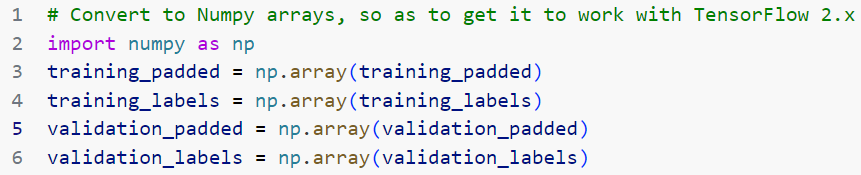 1 # Convert to Numpy arrays, so as to get it to work with TensorFlow 2.x
2 import numpy as np
3 training_padded = np.array(training_padded)
4 training_labels = np.array(training_labels)
5 validation_padded = np.array(validation_padded)
6 validation_labels = np.array(validation_labels)